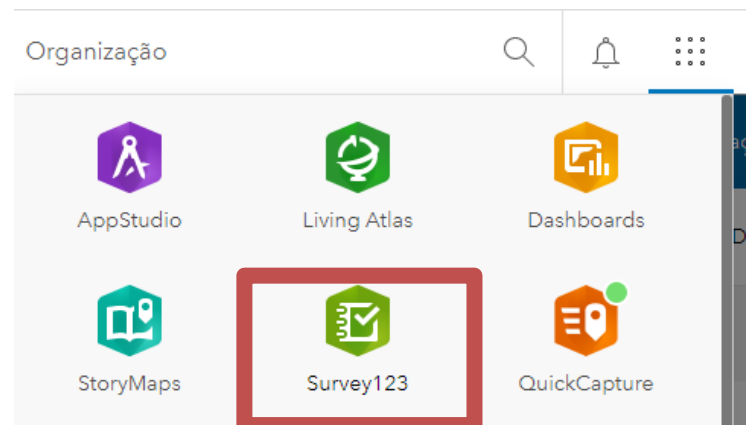 Organização
AppStudio
Living Atlas
Dashboards
StoryMaps
Survey123
QuickCapture